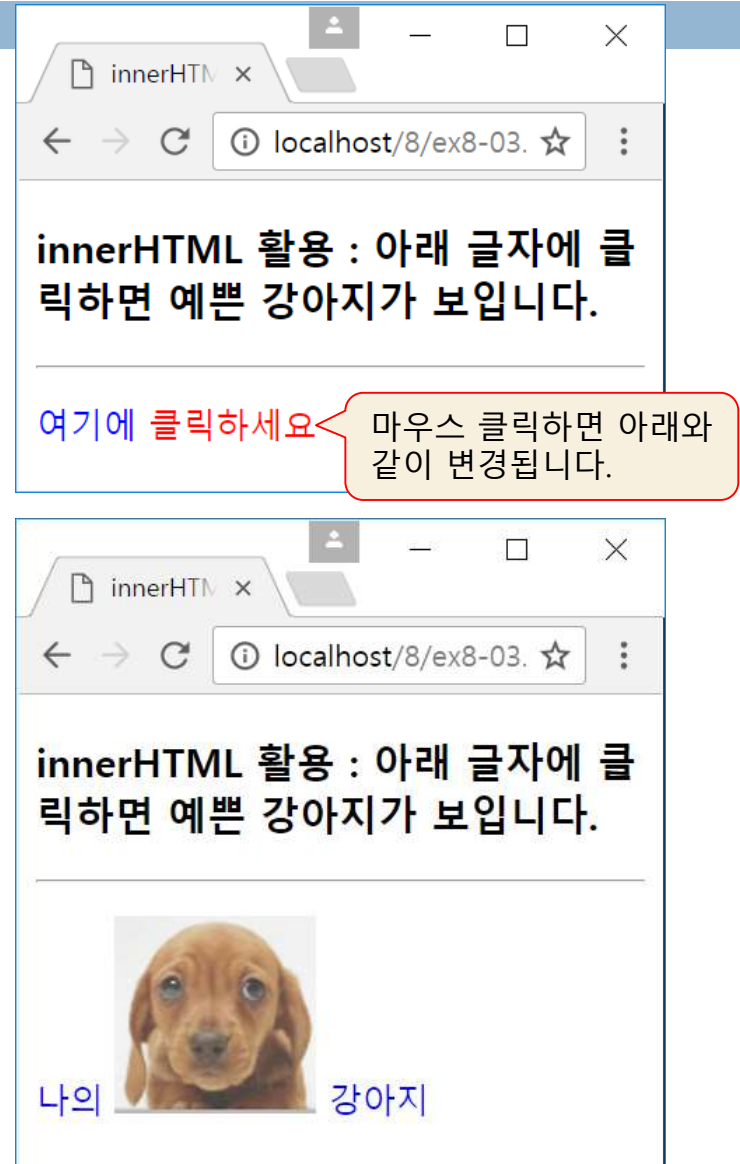 innerHTM
localhost/8/ex8-03.
innerHTML 활용 : 아래 글자에 클
릭하면 예쁜 강아지가 보입니다.
여기에 클릭하세요
마우스 클릭하면 아래와
같이 변경됩니다.
innerHTM
localhost/8/ex8-03.
innerHTML 활용 : 아래 글자에 클
릭하면 예쁜 강아지가 보입니다.
나의 강아지